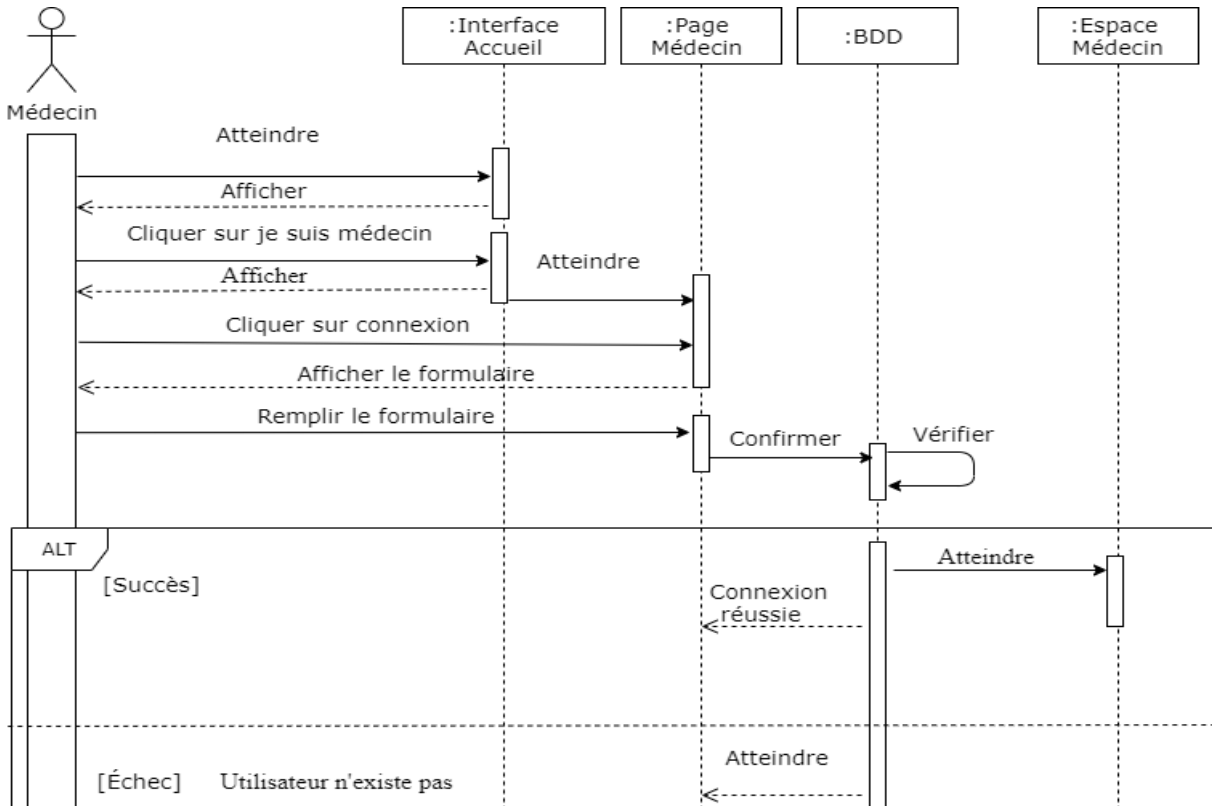 :Interface
Accueil
:Page
Médecin
:BDD
:Espace
Médecin
Médecin
Atteindre
Afficher
Cliquer sur je suis médecin
Afficher
Atteindre
Cliquer sur connexion
Afficher le formulaire
Remplir le formulaire
Confirmer
Vérifier
ALT
[Succès]
Atteindre
Connexion
réussie
Atteindre
[Échec] Utilisateur n'existe pas